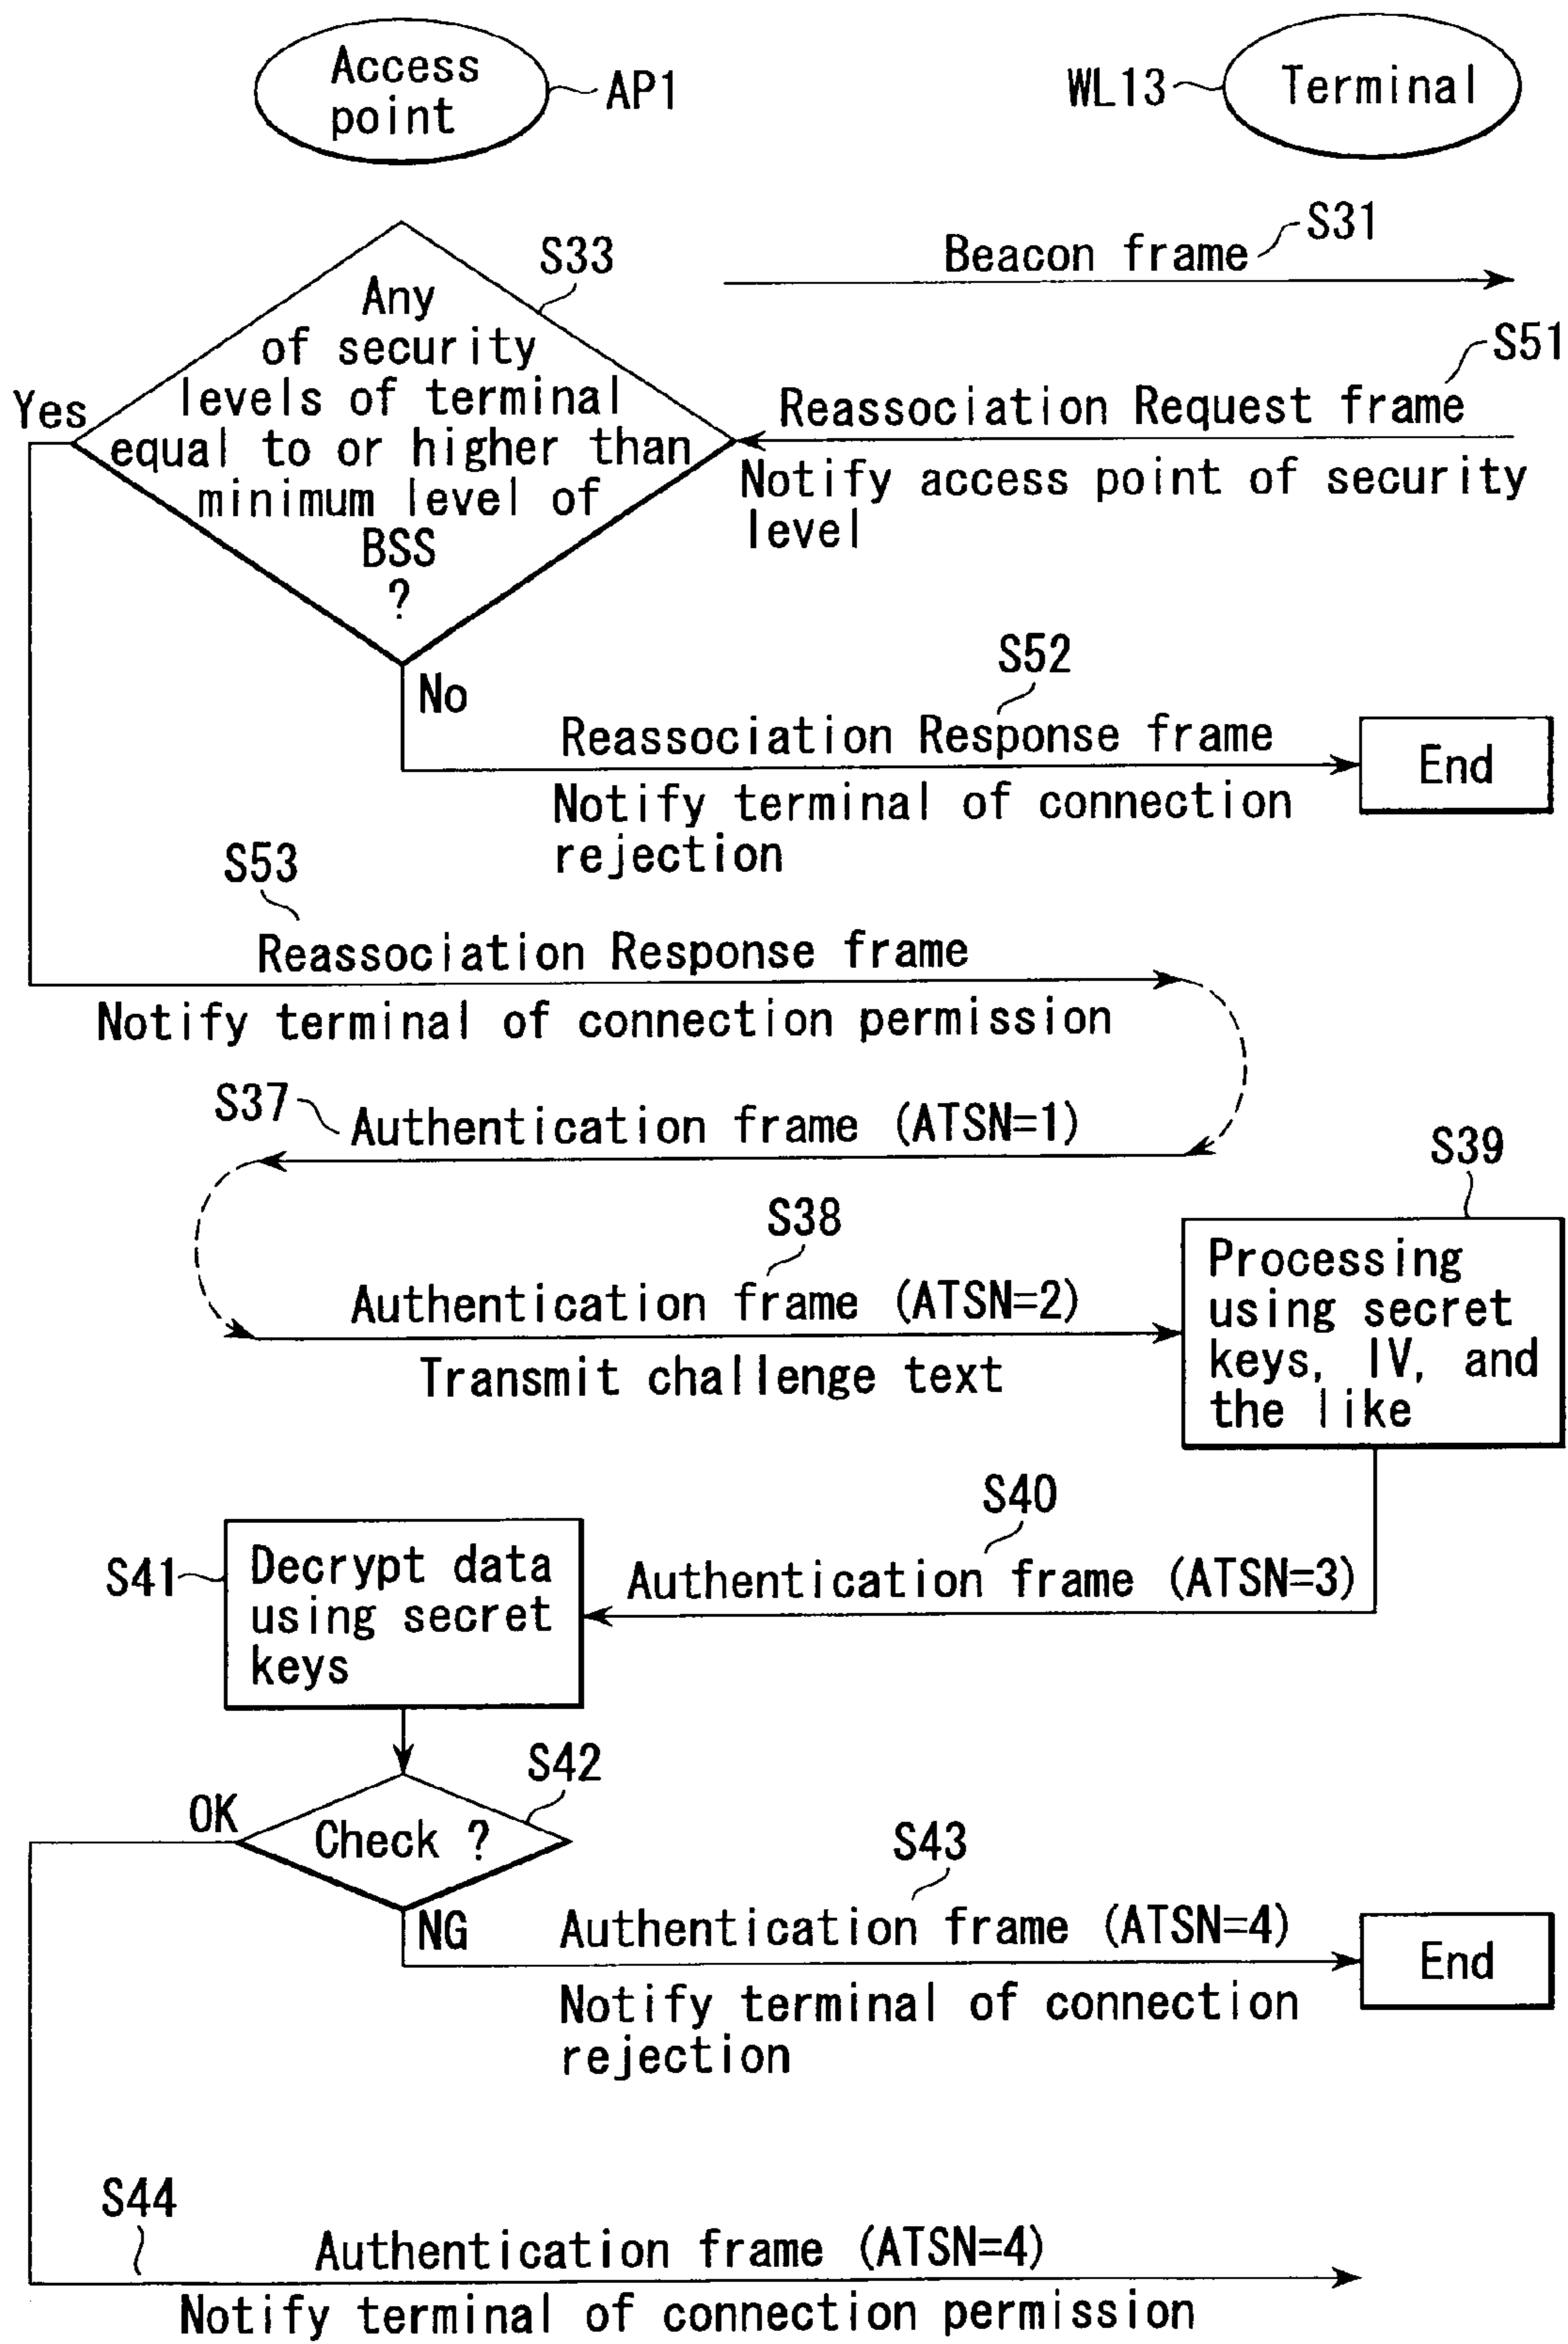 Access
point
AP1
WL13
Terminal
S31
Beacon frame
S33
Any
of security
levels of terminal
equal to or higher than
minimum level of
BSS
?
Yes
S51
Reassociation Request frame
Notify access point of security
level
No
S52
Reassociation Response frame
Notify terminal of connection
rejection
End
S53
Reassociation Response frame
Notify terminal of connection permission
S37
Authentication frame (ATSN=1)
S38
Authentication frame (ATSN=2)
Transmit challenge text
S39
Processing
using secret
keys, IV, and
the like
S40
Authentication frame (ATSN=3)
S41
Decrypt data
using secret
keys
S42
Check ?
OK
NG
S43
Authentication frame (ATSN=4)
Notify terminal of connection
rejection
End
S44
Authentication frame (ATSN=4)
Notify terminal of connection permission